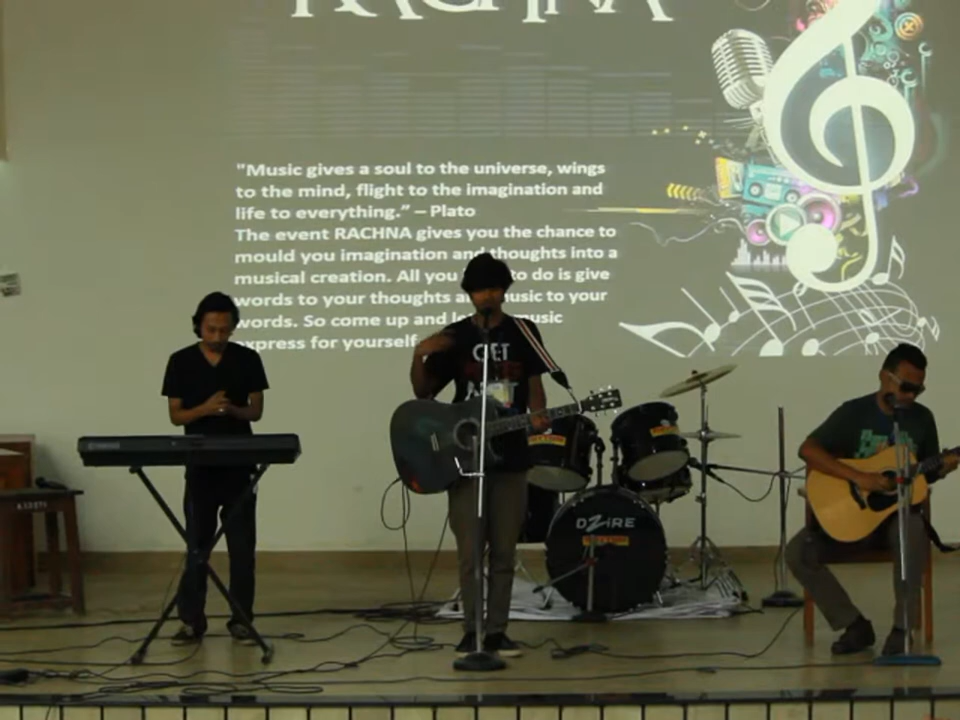 RACHNA
"Music gives a soul to the universe, wings
to the mind, flight to the imagination and
life to everything.” – Plato
The event RACHNA gives you the chance to
mould you imagination and thoughts into a
musical creation. All you to do is give
words to your thoughts music to your
words. So come up and music
express for yourself
GET
DZIRE